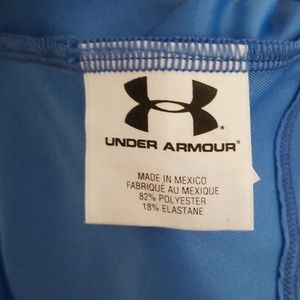 UNDER ARMOUR
MADE IN MEXICO
FABRIQUÉ AU MEXIQUE
82% POLYESTER
18% ELASTANE